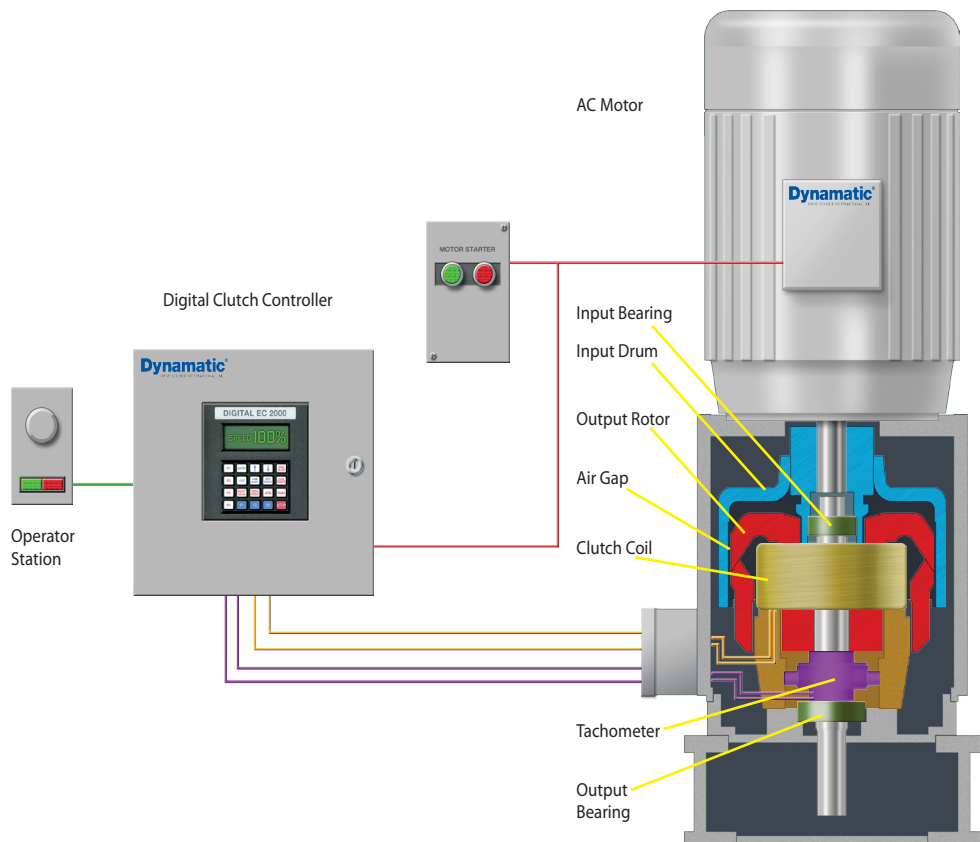 AC Motor
Dynamatic®
MOTOR STARTER
Digital Clutch Controller
Input Bearing
Input Drum
Output Rotor
Air Gap
Clutch Coil
Dynamatic®
DIGITAL EC 2000
SPEED 100%
Operator
Station
Tachometer
Output
Bearing